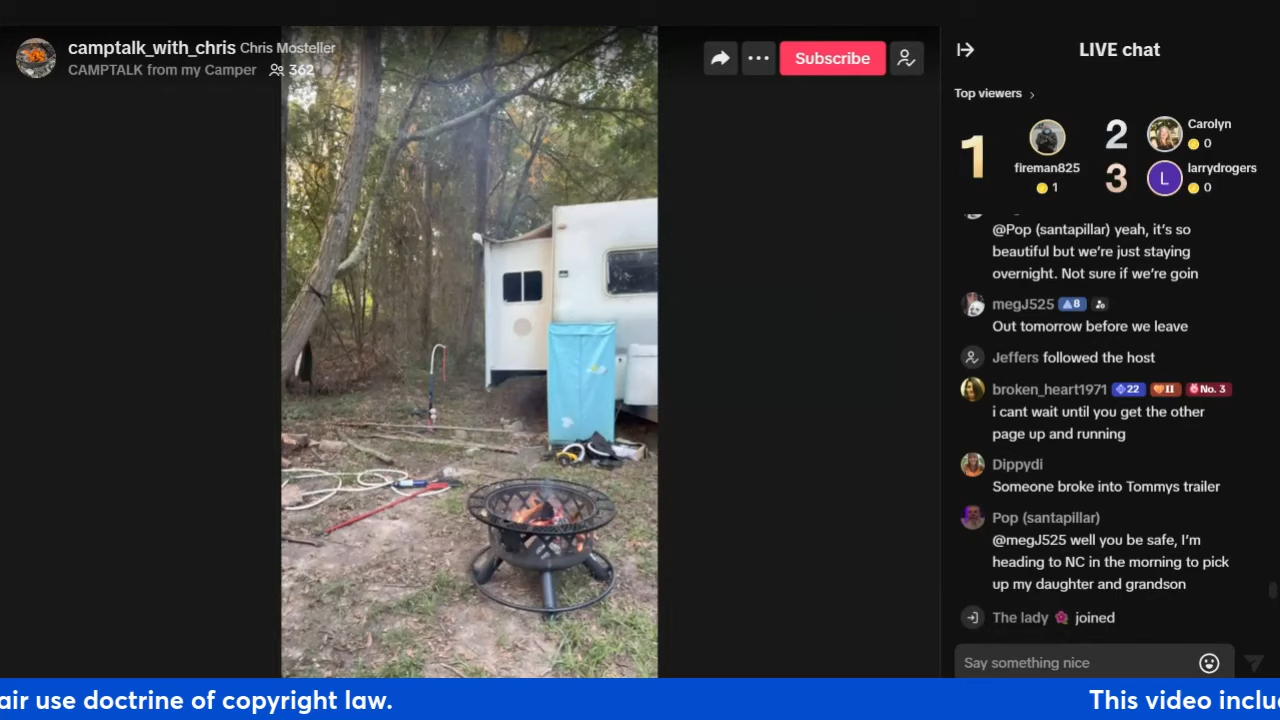 camptalk_with_chris Chris Mosteller
CAMPTALK from my Camper 362
Subscribe
LIVE chat
Top viewers
1
fireman825
1
2
Carolyn
0
3
L
larrydrogers
0
@Pop (santapillar) yeah, it's so
beautiful but we're just staying
overnight. Not sure if we're goin
megJ525 8
Out tomorrow before we leave
Jeffers followed the host
broken_heart1971 22 II No. 3
i cant wait until you get the other
page up and running
Dippydi
Someone broke into Tommys trailer
Pop (santapillar)
@megJ525 well you be safe, I'm
heading to NC in the morning to pick
up my daughter and grandson
The lady joined
Say something nice
air use doctrine of copyright law.
This video inclu